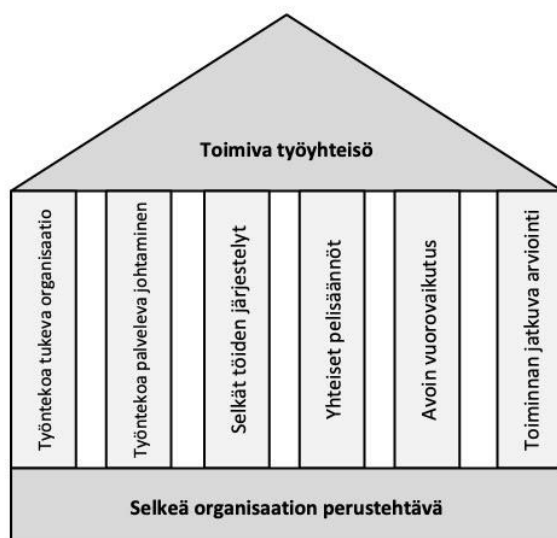 Toimiva työyhteisö
Työntekoa tukeva organisaatio
Työntekoa palveleva johtaminen
Selkät töiden järjestelyt
Yhteiset pelisäännöt
Avoin vuorovaikutus
Toiminnan jatkuva arviointi
Selkeä organisaation perustehtävä